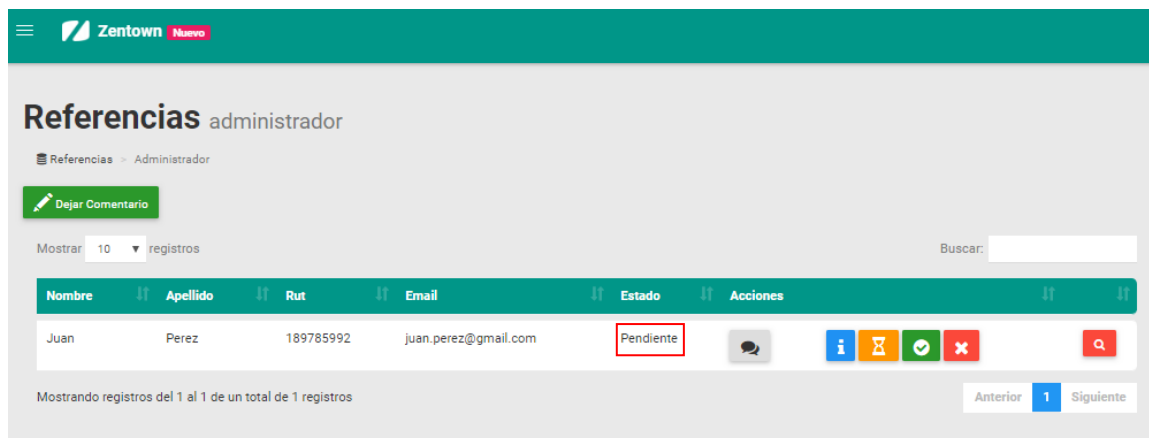 Zentown Nuevo
Referencias administrador
Referencias > Administrador
Dejar Comentario
Mostrar 10 registros Buscar:
Nombre Apellido Rut Email Estado Acciones
Juan Perez 189785992 juan.perez@gmail.com Pendiente
Mostrando registros del 1 al 1 de un total de 1 registros Anterior 1 Siguiente